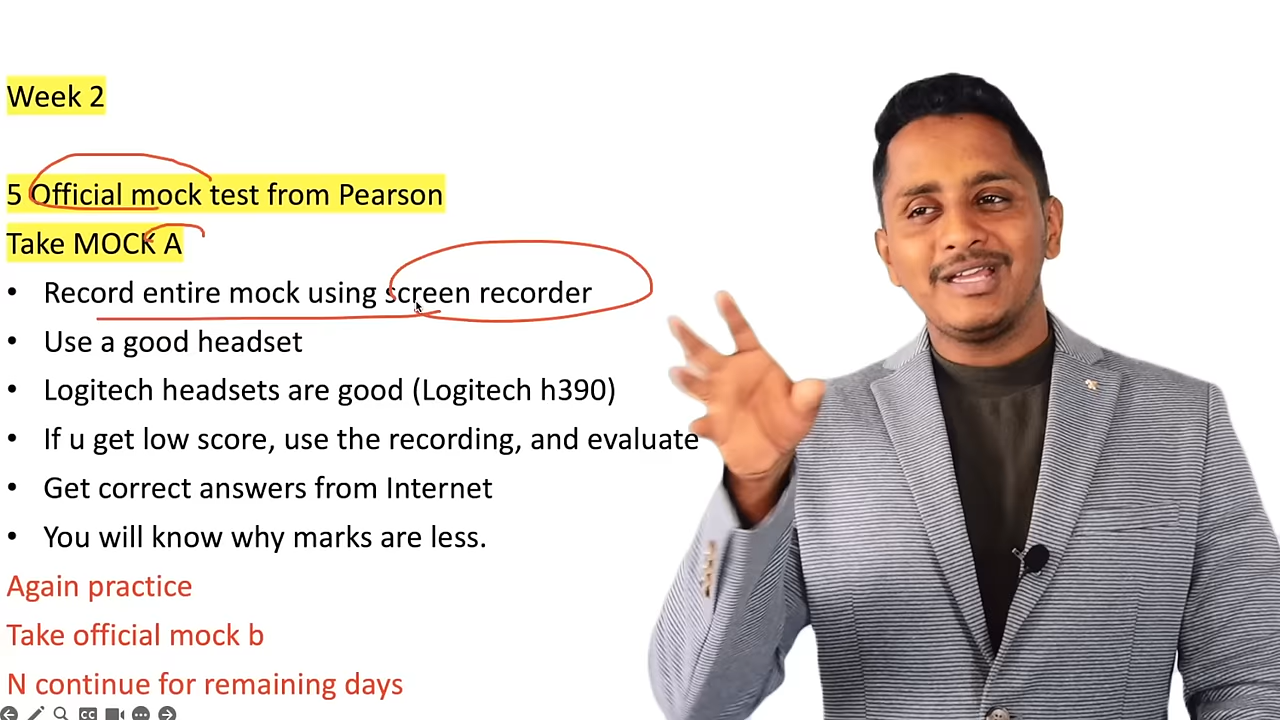 Week 2
5 Official mock test from Pearson
Take MOCK A
• Record entire mock using screen recorder
• Use a good headset
• Logitech headsets are good (Logitech h390)
• If u get low score, use the recording, and evaluate
• Get correct answers from Internet
• You will know why marks are less.
Again practice
Take official mock b
N continue for remaining days
CC